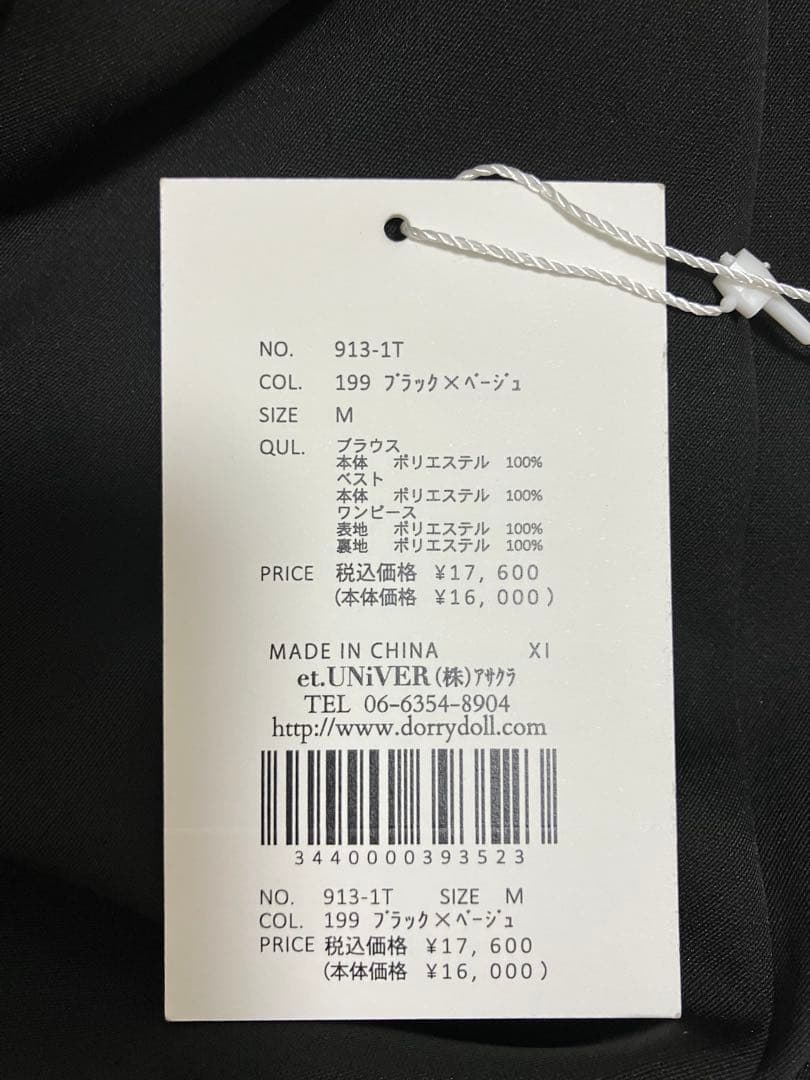 NO. 913-1T
COL. 199 ﾌﾞﾗｯｸ×ﾍﾞｰｼﾞｭ
SIZE M
QUL. ブラウス
本体 ポリエステル 100%
ベスト
本体 ポリエステル 100%
ワンピース
表地 ポリエステル 100%
裏地 ポリエステル 100%
PRICE 税込価格 ¥17,600
(本体価格 ¥16,000)
MADE IN CHINA XI
et.UNiVER(株)ｱｻｸﾗ
TEL 06-6354-8904
http://www.dorrydoll.com
3440000393523
NO. 913-1T SIZE M
COL. 199 ﾌﾞﾗｯｸ×ﾍﾞｰｼﾞｭ
PRICE 税込価格 ¥17,600
(本体価格 ¥16,000)